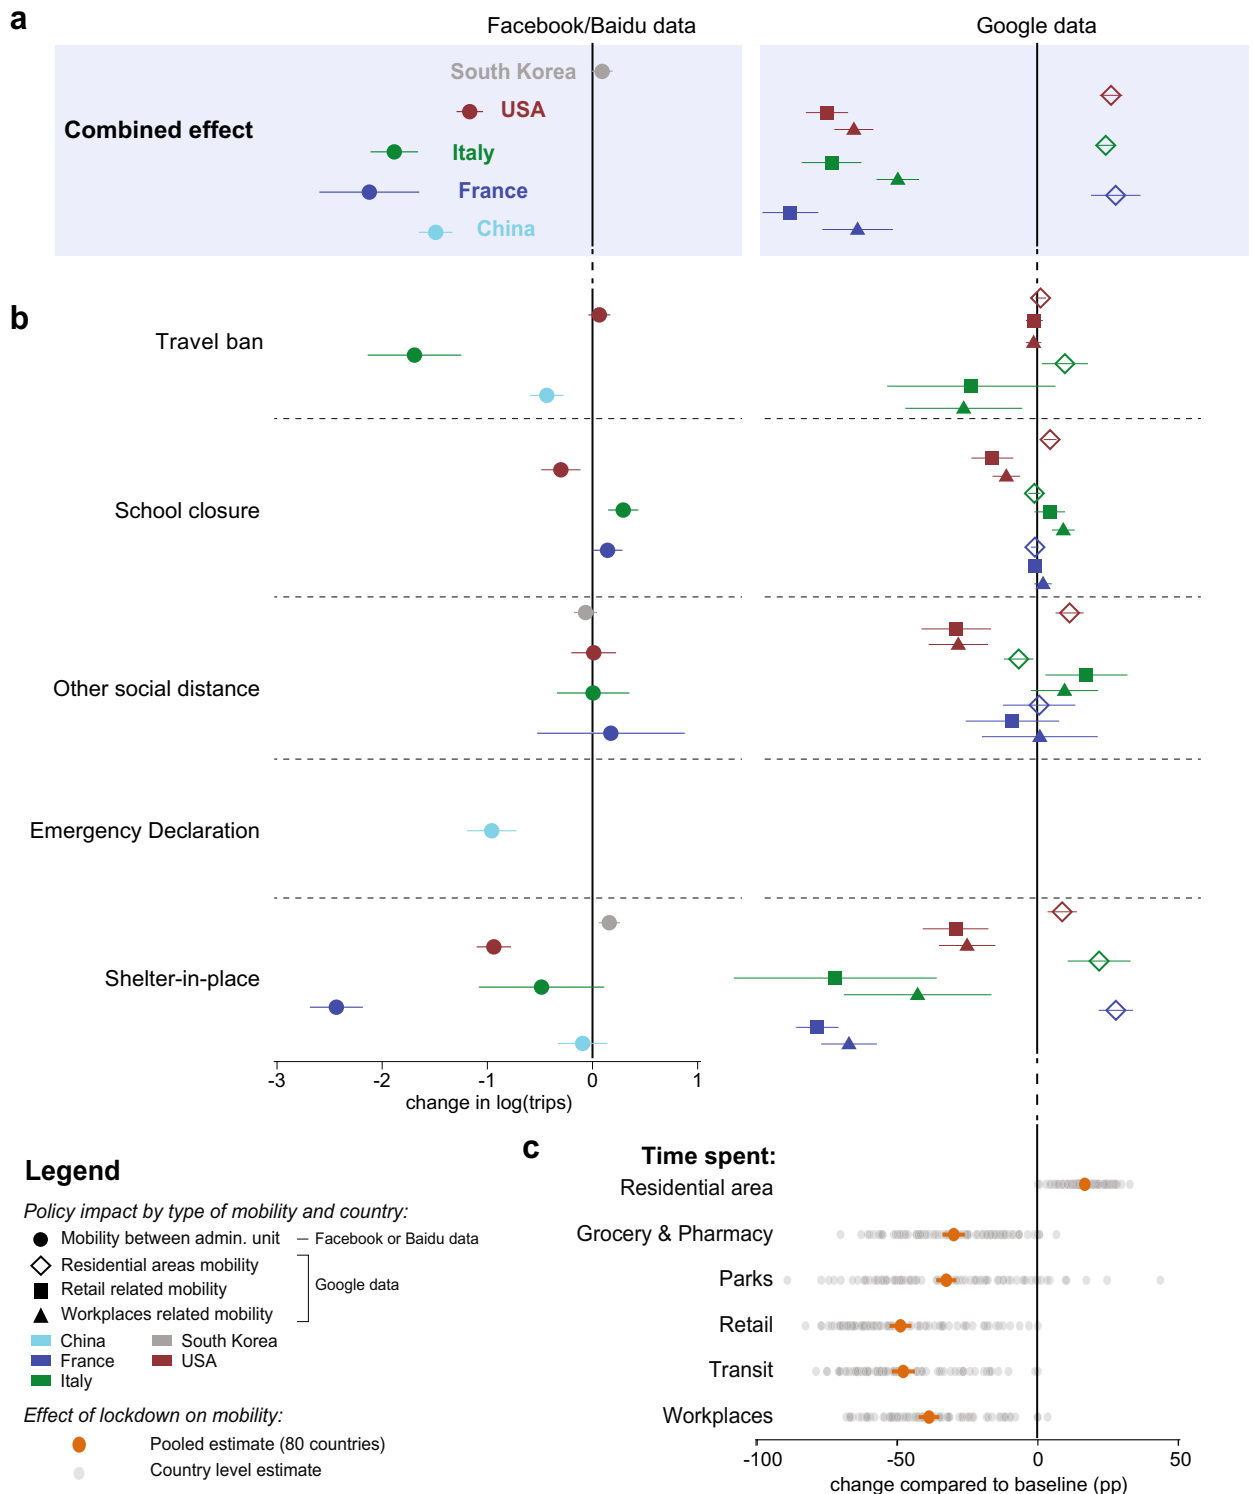 a
Facebook/Baidu data
Google data
South Korea
USA
Combined effect
Italy
France
China
b
Travel ban
School closure
Other social distance
Emergency Declaration
Shelter-in-place
-3 -2 -1 0 1
change in log(trips)
c
Time spent:
Residential area
Grocery & Pharmacy
Parks
Retail
Transit
Workplaces
-100 -50 0 50
change compared to baseline (pp)
Legend
Policy impact by type of mobility and country:
Mobility between admin. unit
Facebook or Baidu data
Residential areas mobility
Retail related mobility
Google data
Workplaces related mobility
China South Korea
France USA
Italy
Effect of lockdown on mobility:
Pooled estimate (80 countries)
Country level estimate